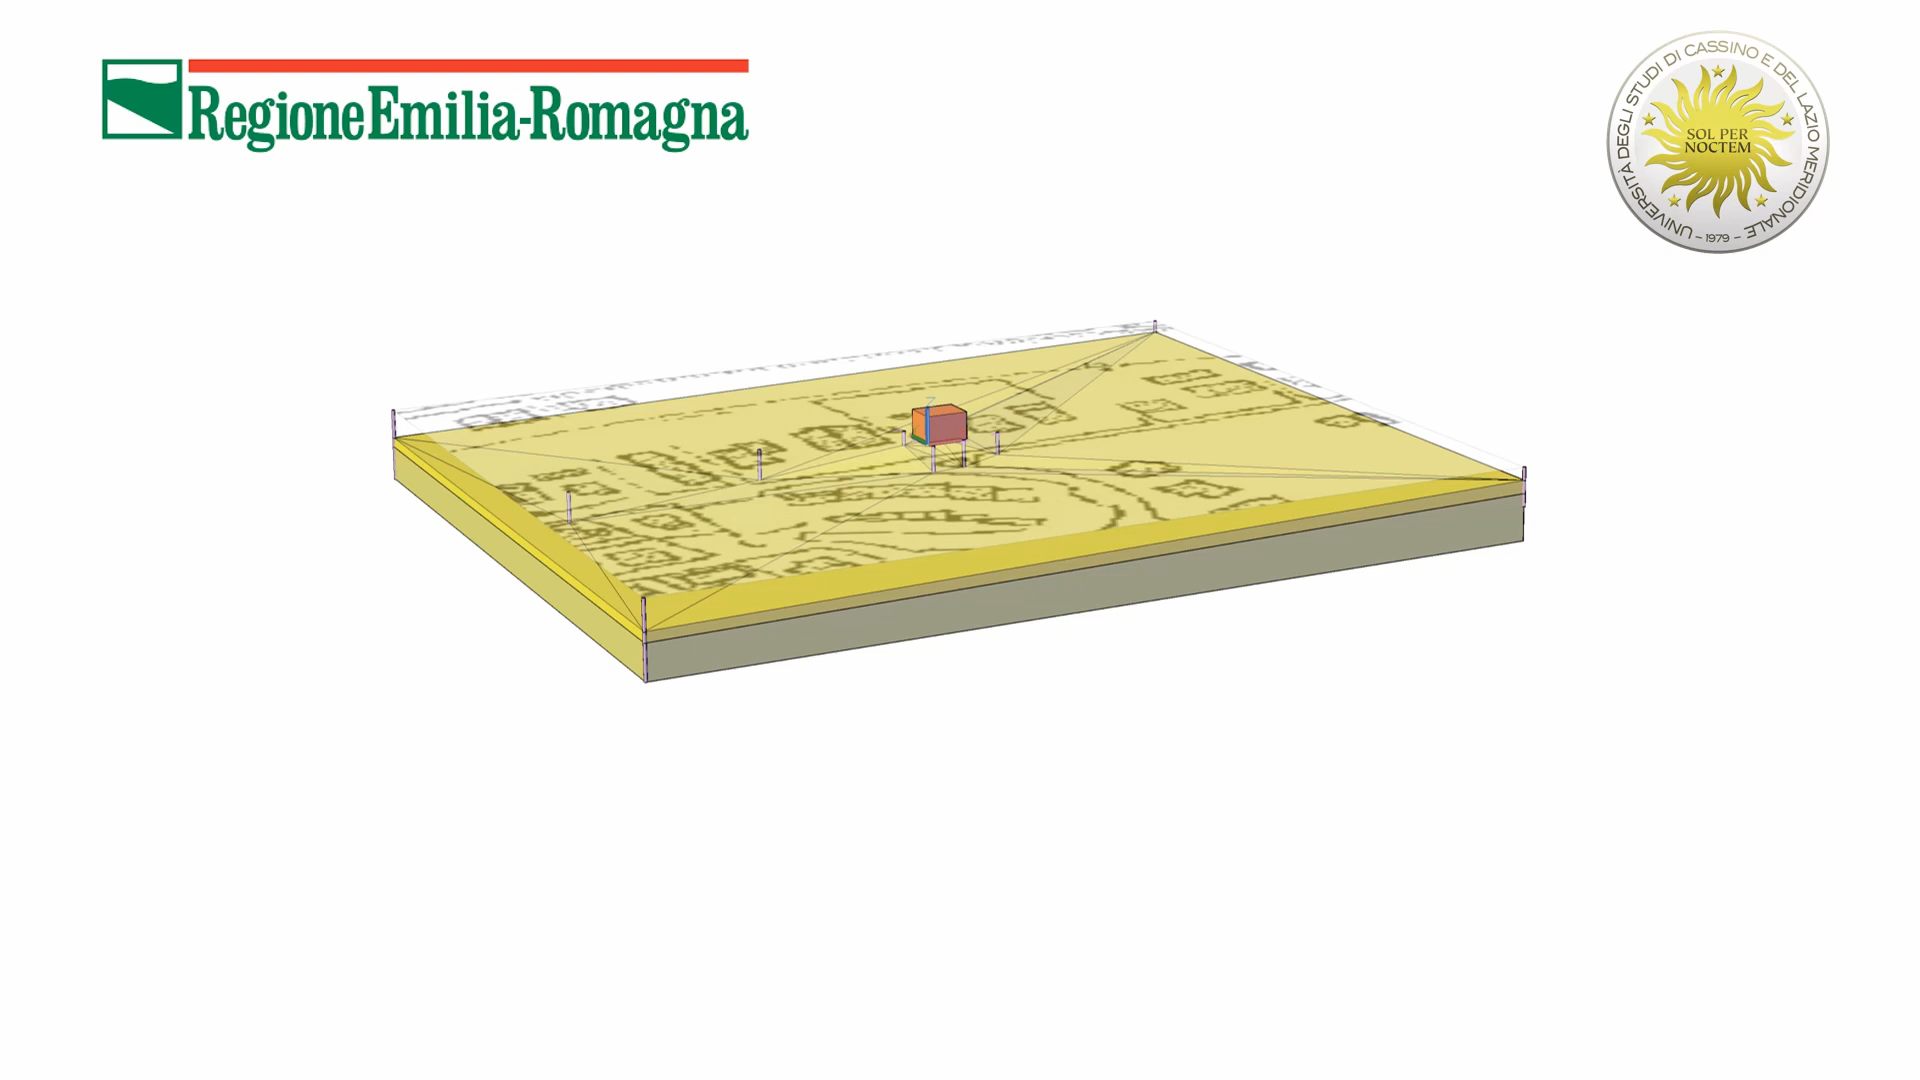 RegioneEmilia-Romagna
UNIVERSITÀ DEGLI STUDI DI CASSINO E DEL LAZIO MERIDIONALE
SOL PER
NOCTEM
– 1979 –
Z